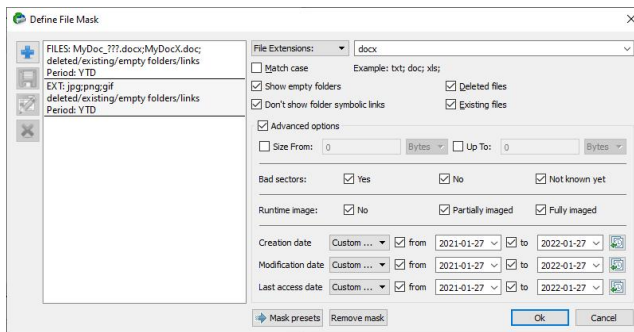 Define File Mask
FILES: MyDoc_???.docx;MyDocX.doc;
deleted/existing/empty folders/links
Period: YTD
EXT: jpg;png;gif
deleted/existing/empty folders/links
Period: YTD
File Extensions: docx
Match case Example: txt; doc; xls;
Show empty folders Deleted files
Don't show folder symbolic links Existing files
Advanced options
Size From: 0 Bytes Up To: 0 Bytes
Bad sectors: Yes No Not known yet
Runtime image: No Partially imaged Fully imaged
Creation date Custom ... from 2021-01-27 to 2022-01-27
Modification date Custom ... from 2021-01-27 to 2022-01-27
Last access date Custom ... from 2021-01-27 to 2022-01-27
Mask presets Remove mask Ok Cancel